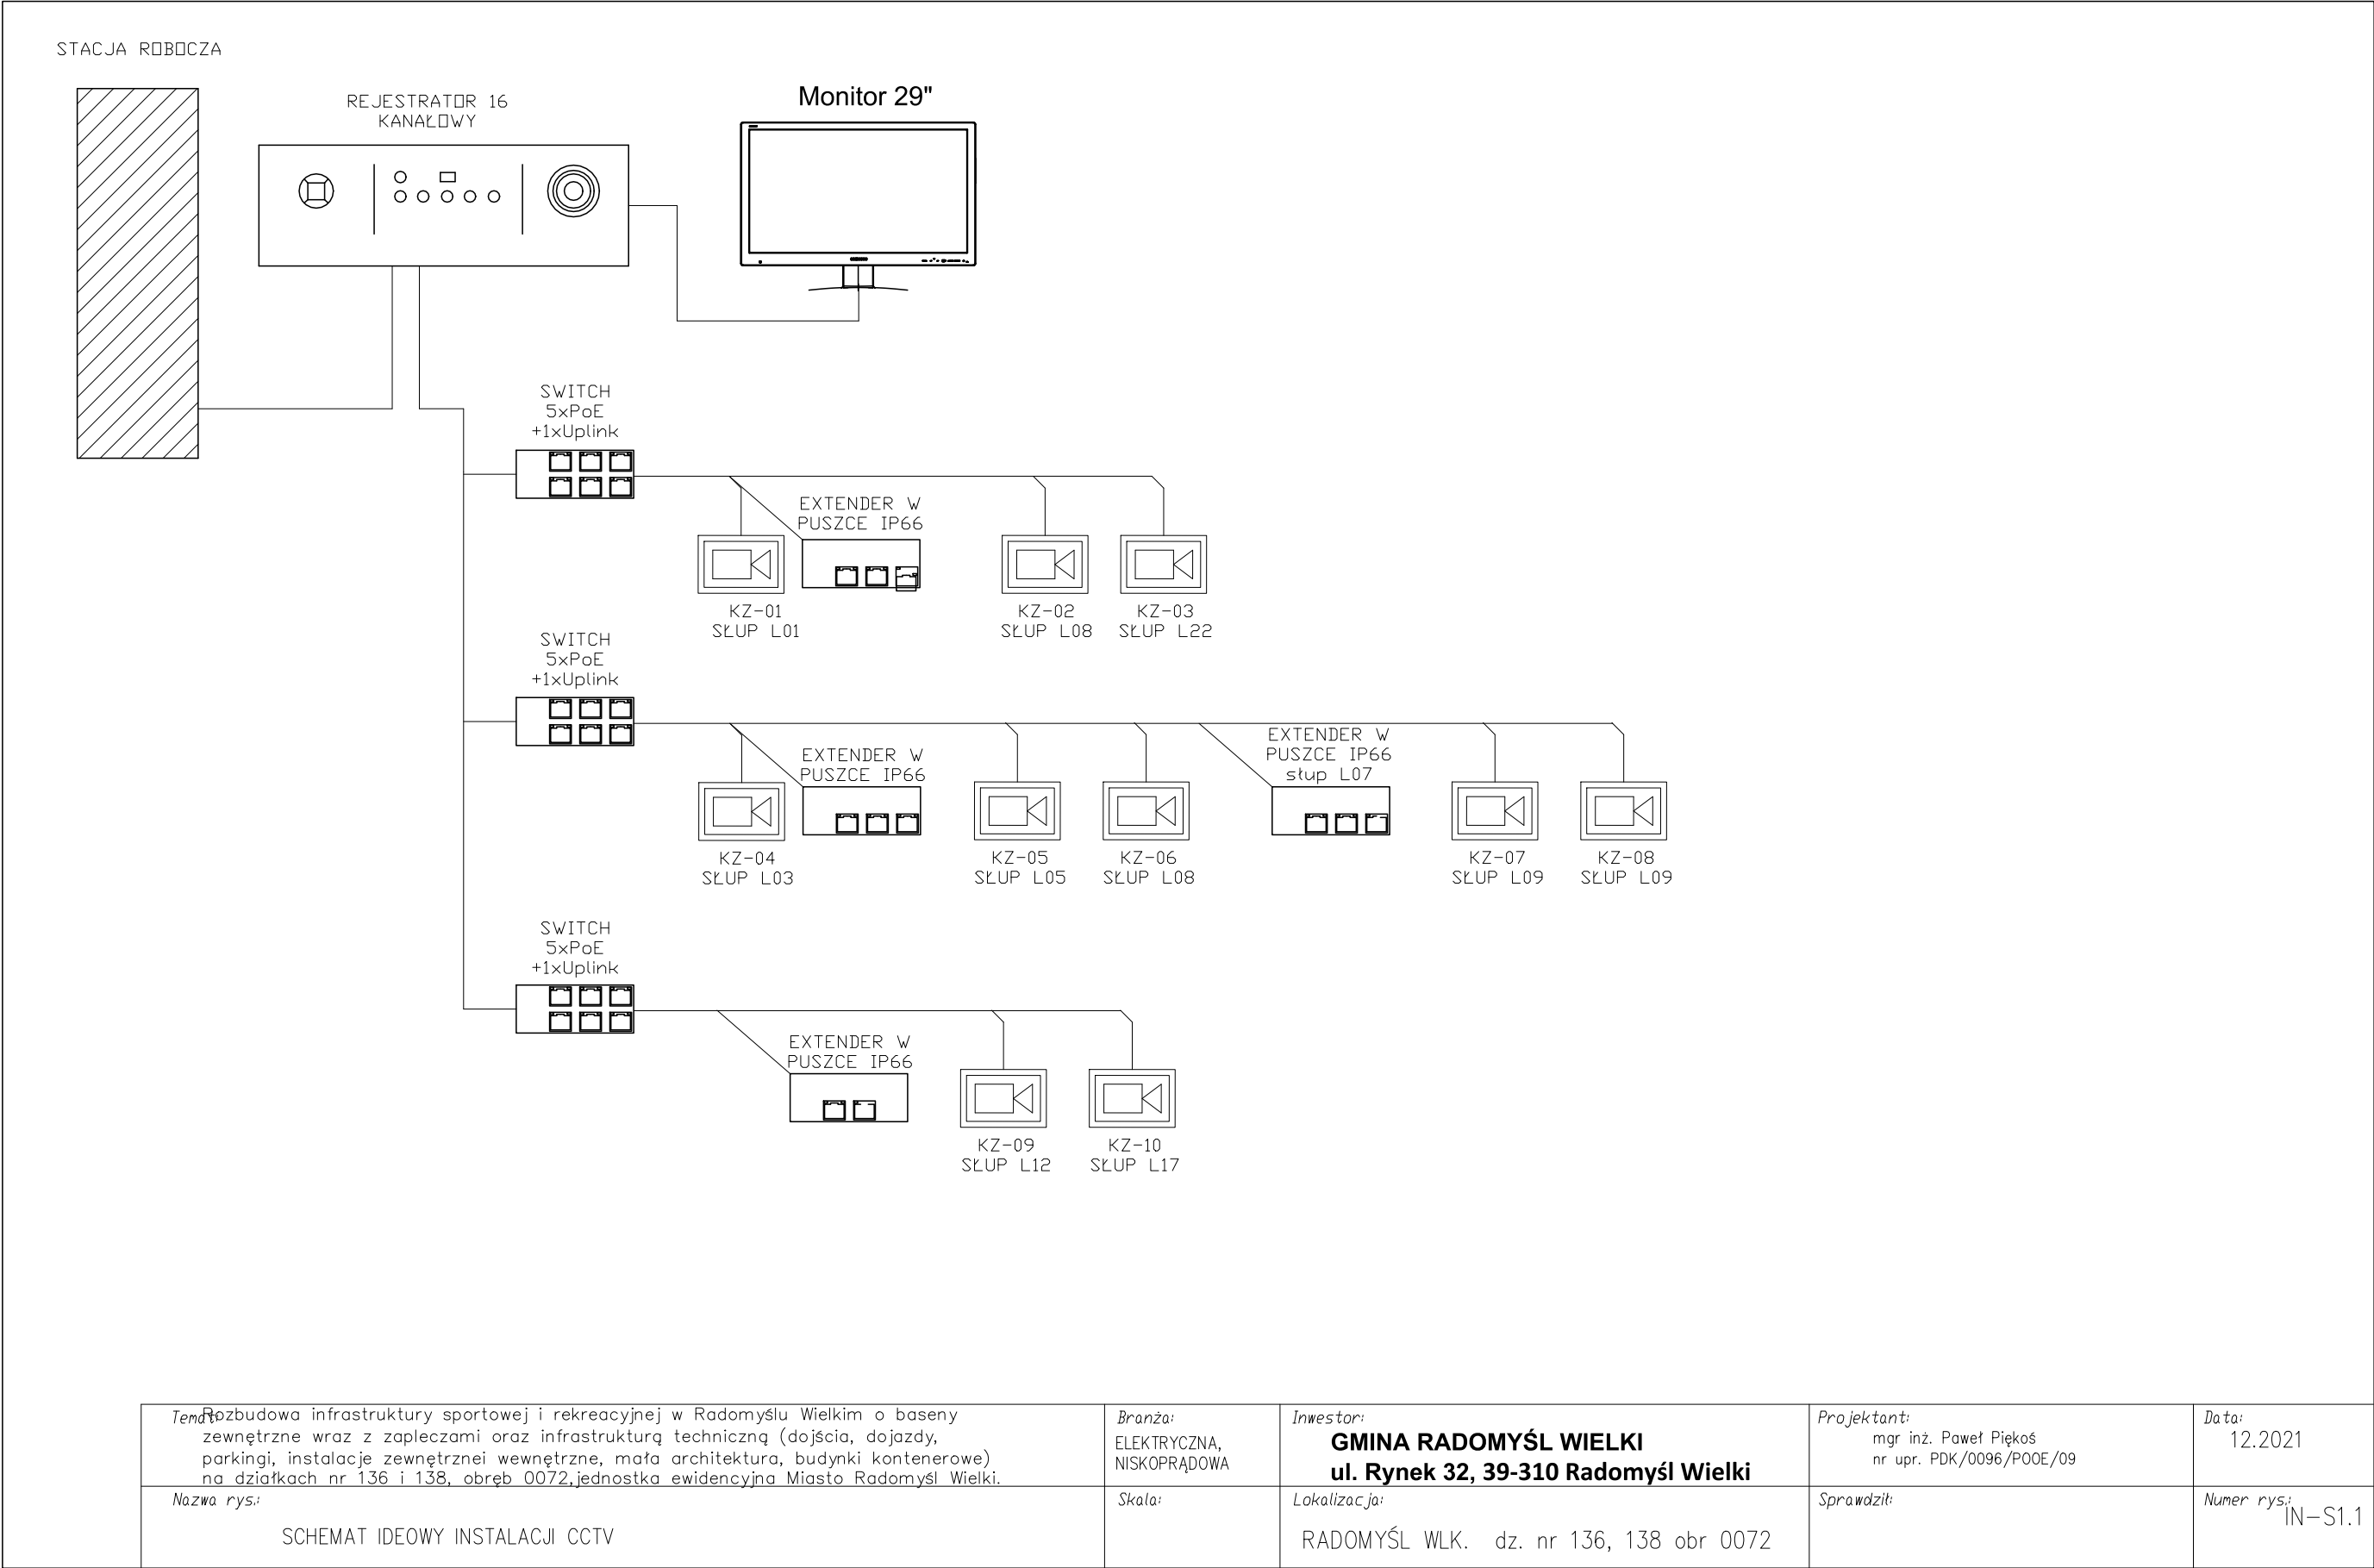 STACJA ROBOCZA
REJESTRATOR 16
KANAŁOWY
Monitor 29"
SWITCH
5xPoE
+1xUplink
EXTENDER W
PUSZCE IP66
KZ-01
SŁUP L01
KZ-02
SŁUP L08
KZ-03
SŁUP L22
SWITCH
5xPoE
+1xUplink
EXTENDER W
PUSZCE IP66
EXTENDER W
PUSZCE IP66
słup L07
KZ-04
SŁUP L03
KZ-05
SŁUP L05
KZ-06
SŁUP L08
KZ-07
SŁUP L09
KZ-08
SŁUP L09
SWITCH
5xPoE
+1xUplink
EXTENDER W
PUSZCE IP66
KZ-09
SŁUP L12
KZ-10
SŁUP L17
Temat:
Rozbudowa infrastruktury sportowej i rekreacyjnej w Radomyślu Wielkim o baseny
zewnętrzne wraz z zapleczami oraz infrastrukturą techniczną (dojścia, dojazdy,
parkingi, instalacje zewnętrznei wewnętrzne, mała architektura, budynki kontenerowe)
na działkach nr 136 i 138, obręb 0072,jednostka ewidencyjna Miasto Radomyśl Wielki.
Branża:
ELEKTRYCZNA,
NISKOPRĄDOWA
Inwestor:
GMINA RADOMYŚL WIELKI
ul. Rynek 32, 39-310 Radomyśl Wielki
Projektant:
mgr inż. Paweł Piękoś
nr upr. PDK/0096/POOE/09
Data:
12.2021
Nazwa rys.:
SCHEMAT IDEOWY INSTALACJI CCTV
Skala:
Lokalizacja:
RADOMYŚL WLK. dz. nr 136, 138 obr 0072
Sprawdził:
Numer rys.:
IN-S1.1